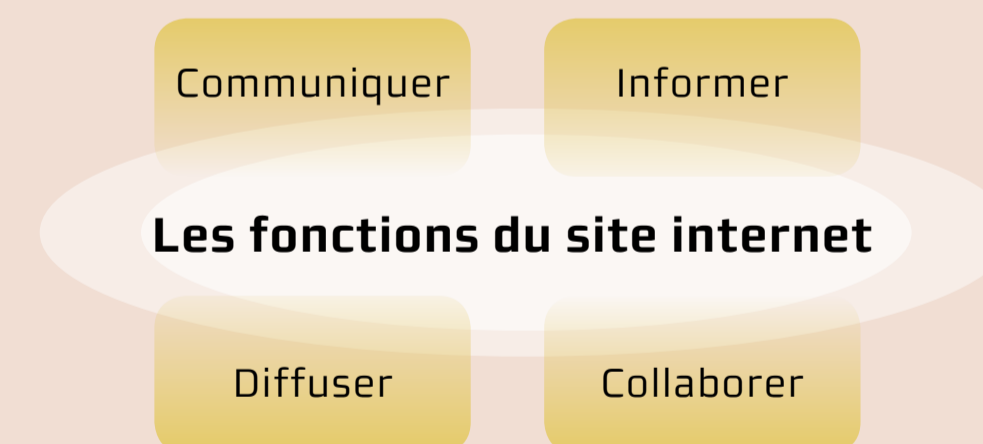 Communiquer
Informer
Les fonctions du site internet
Diffuser
Collaborer